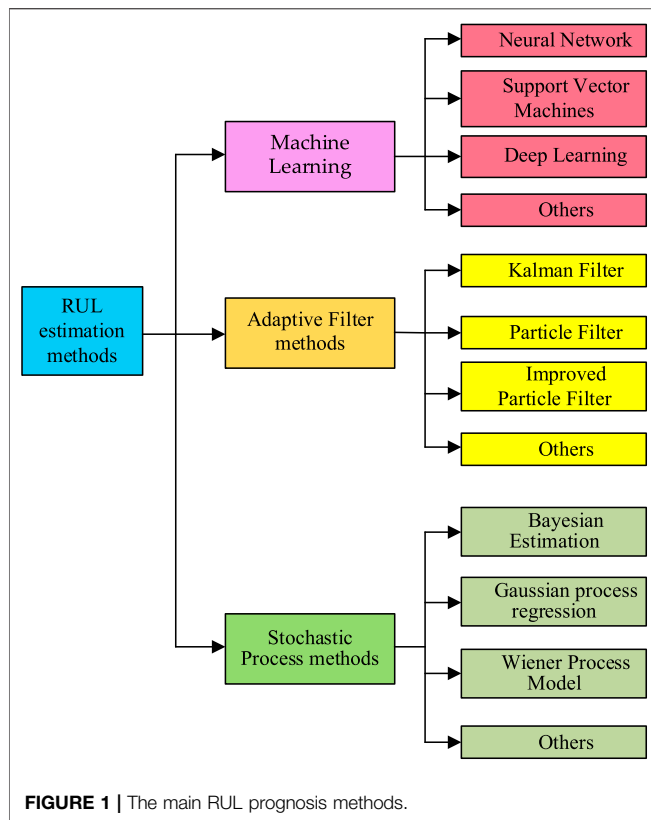 RUL
estimation
methods
Machine
Learning
Neural Network
Support Vector
Machines
Deep Learning
Others
Adaptive Filter
methods
Kalman Filter
Particle Filter
Improved
Particle Filter
Others
Stochastic
Process methods
Bayesian
Estimation
Gaussian process
regression
Wiener Process
Model
Others
FIGURE 1 | The main RUL prognosis methods.